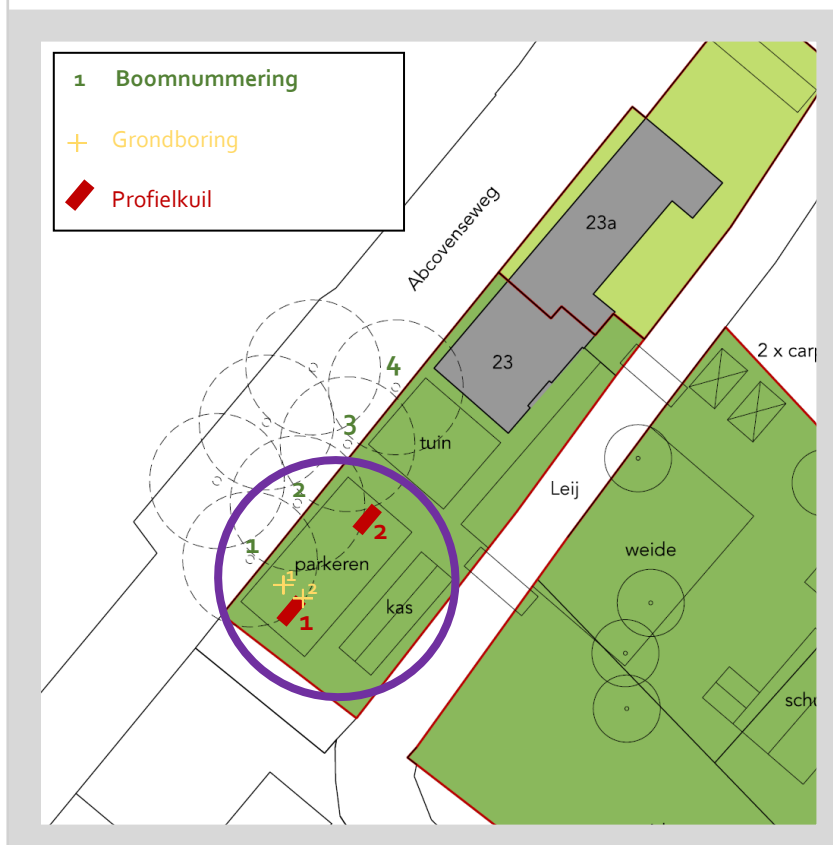 1 Boomnummering
Grondboring
Profielkuil
Abcovenseweg
23a
23
4
3
2
1
tuin
2
parkeren
1
2
1
kas
Leij
2 x carp
weide
schu